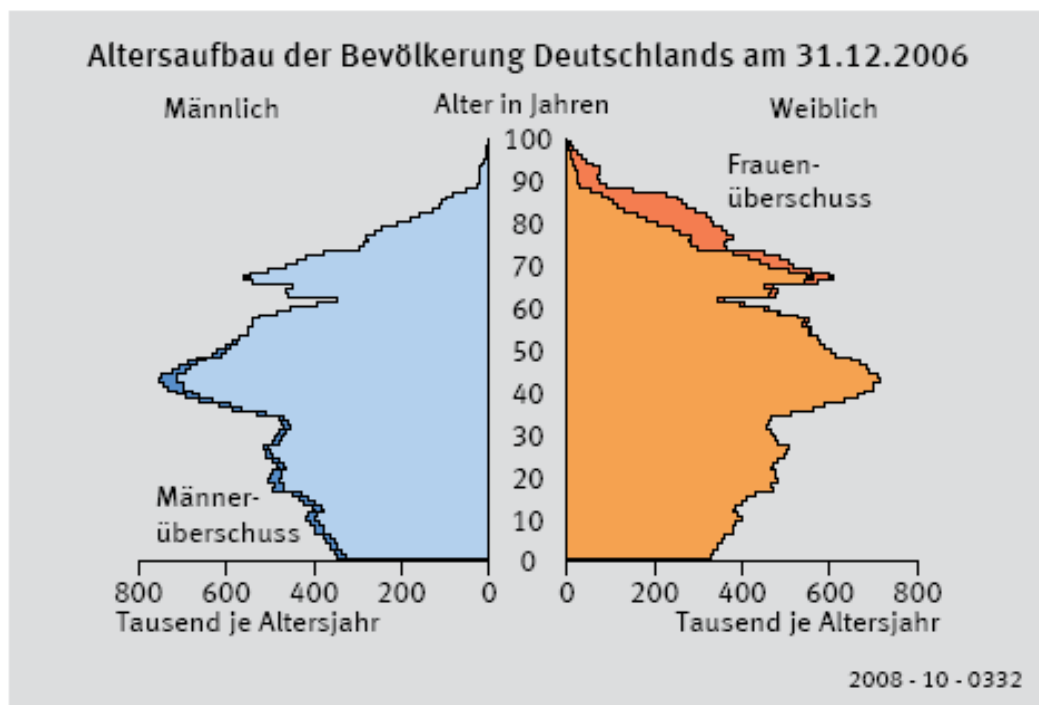 Altersaufbau der Bevölkerung Deutschlands am 31.12.2006
Männlich Alter in Jahren Weiblich
100
90
80
70
60
50
40
30
20
10
0
Frauen-
überschuss
Männer-
überschuss
800 600 400 200 0 0 200 400 600 800
Tausend je Altersjahr Tausend je Altersjahr
2008 - 10 - 0332